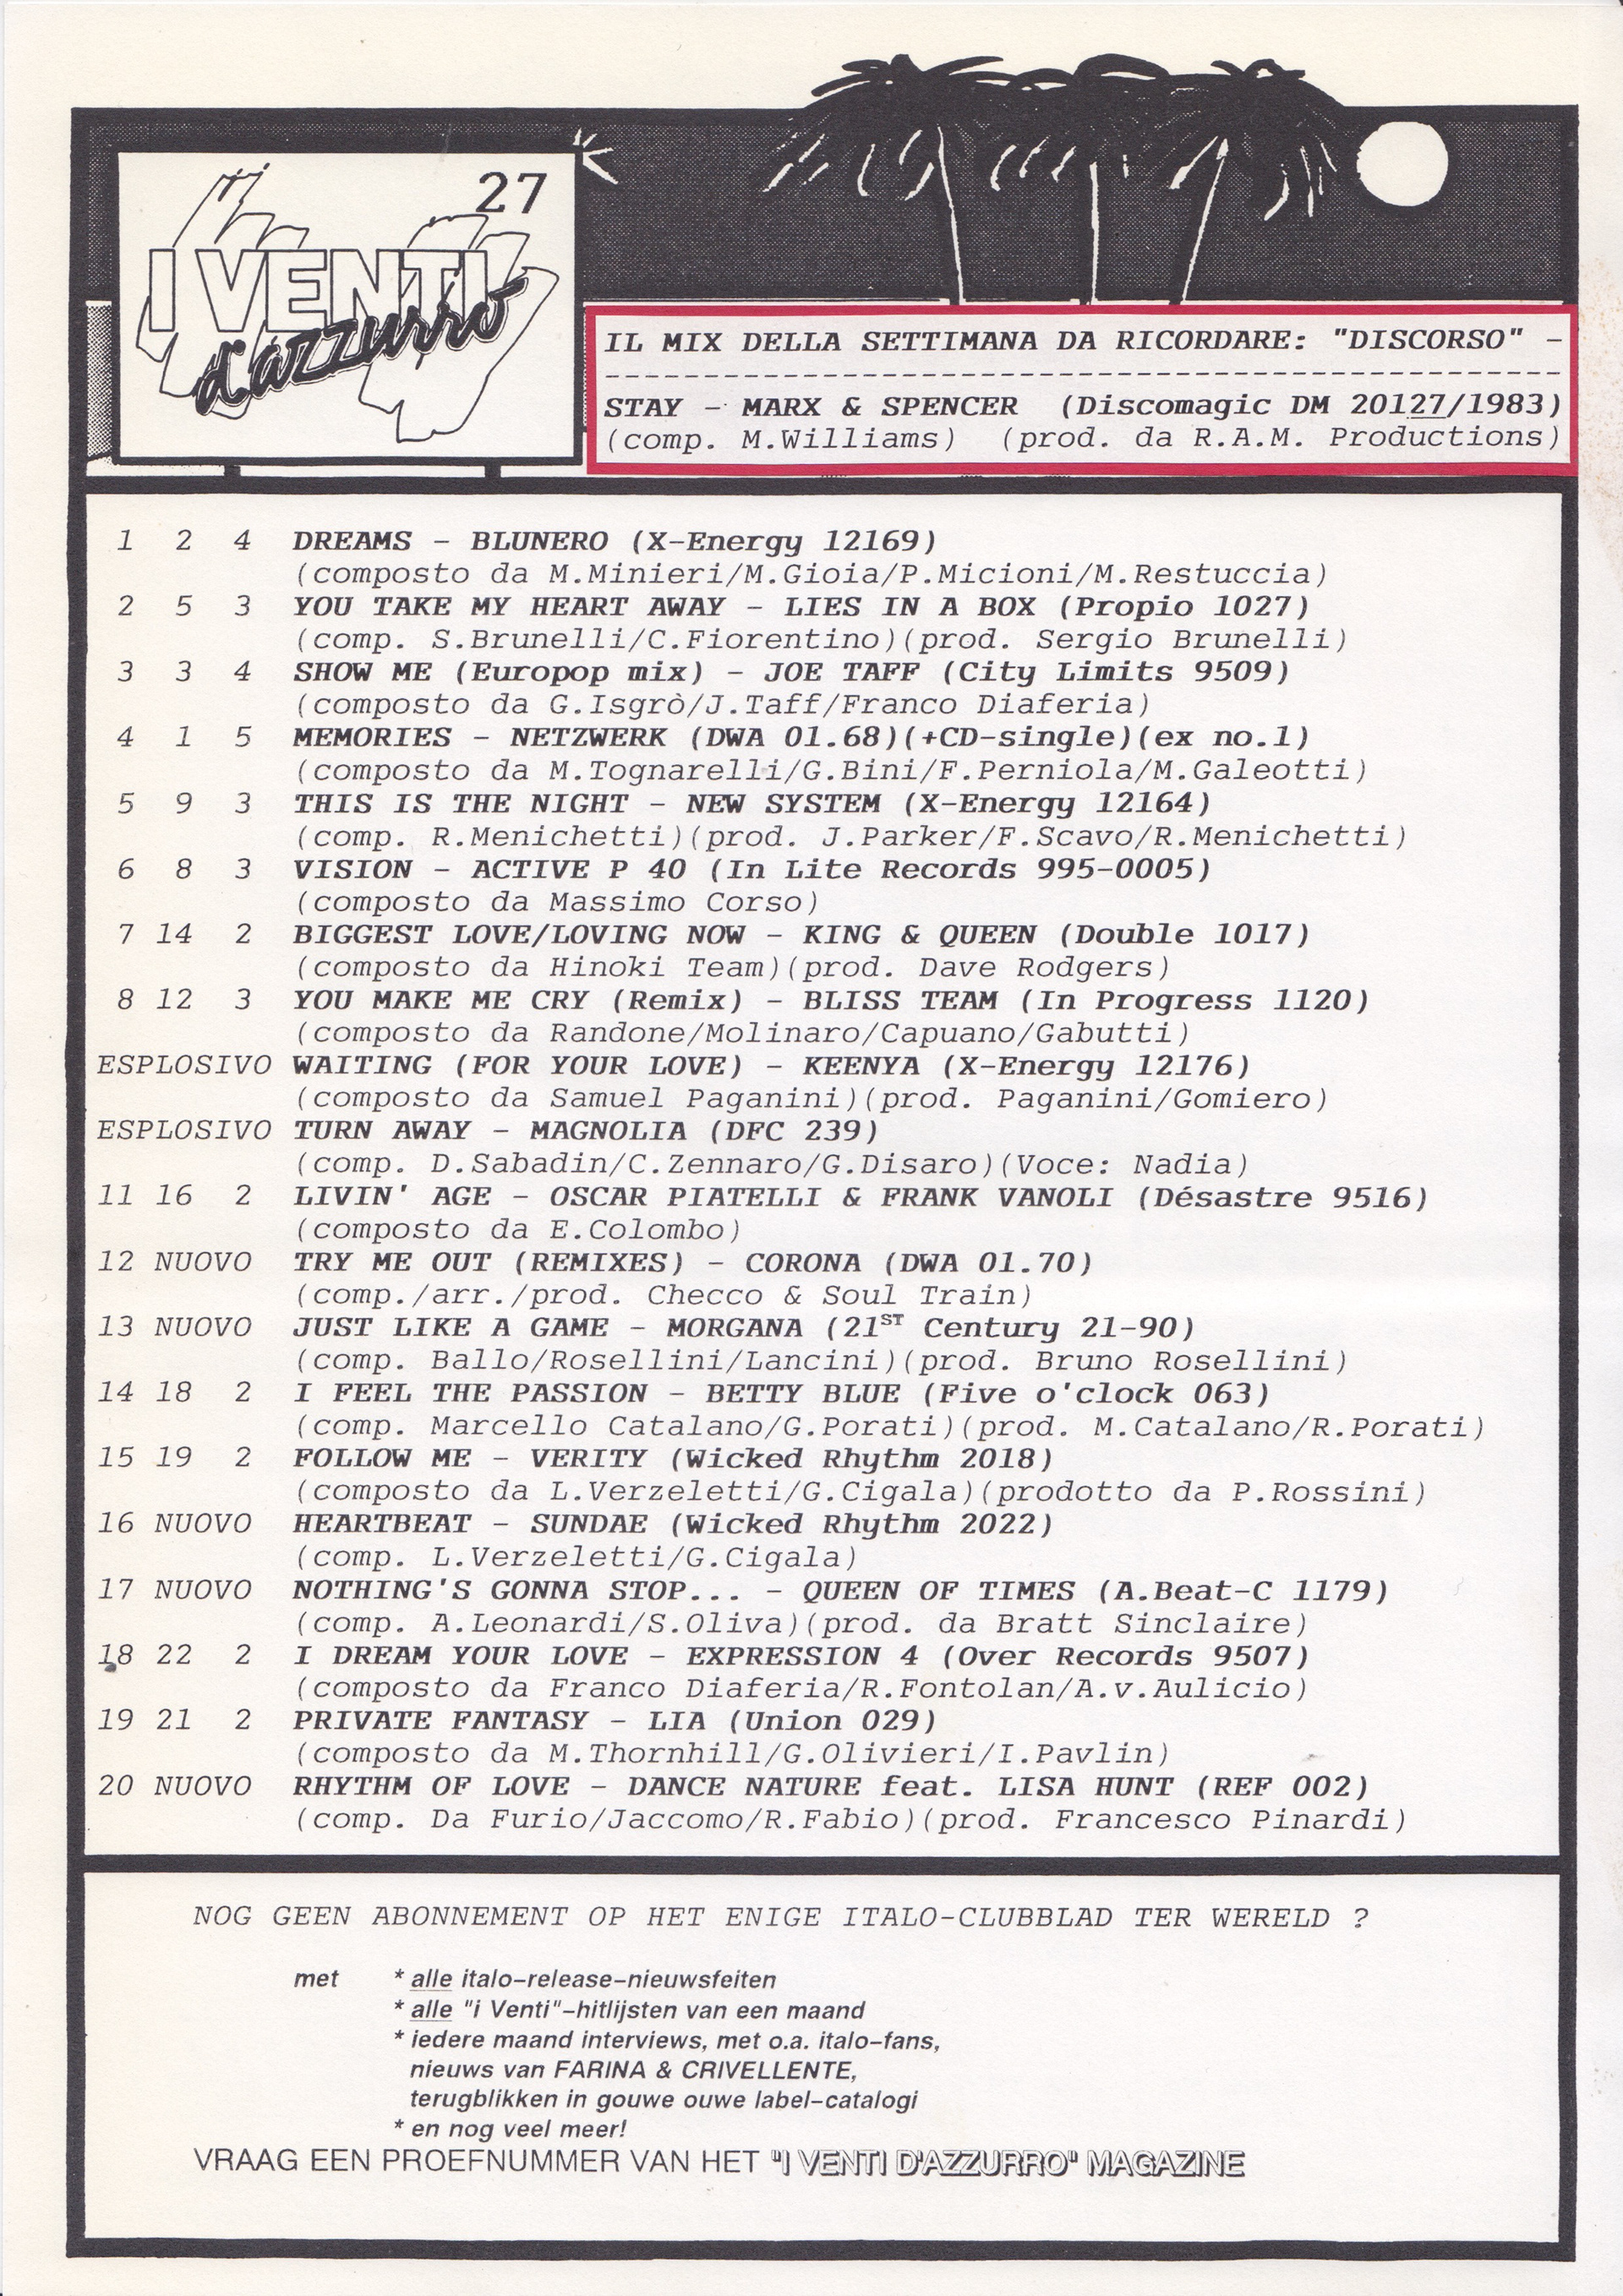 27
I VENTI
d'azzurro
IL MIX DELLA SETTIMANA DA RICORDARE: "DISCORSO" -
STAY - MARX & SPENCER (Discomagic DM 20127/1983)
(comp. M.Williams) (prod. da R.A.M. Productions)
1 2 4 DREAMS - BLUNERO (X-Energy 12169)
(composto da M.Minieri/M.Gioia/P.Micioni/M.Restuccia)
2 5 3 YOU TAKE MY HEART AWAY - LIES IN A BOX (Propio 1027)
(comp. S.Brunelli/C.Fiorentino)(prod. Sergio Brunelli)
3 3 4 SHOW ME (Europop mix) - JOE TAFF (City Limits 9509)
(composto da G.Isgrò/J.Taff/Franco Diaferia)
4 1 5 MEMORIES - NETZWERK (DWA 01.68)(+CD-single)(ex no.1)
(composto da M.Tognarelli/G.Bini/F.Perniola/M.Galeotti)
5 9 3 THIS IS THE NIGHT - NEW SYSTEM (X-Energy 12164)
(comp. R.Menichetti)(prod. J.Parker/F.Scavo/R.Menichetti)
6 8 3 VISION - ACTIVE P 40 (In Lite Records 995-0005)
(composto da Massimo Corso)
7 14 2 BIGGEST LOVE/LOVING NOW - KING & QUEEN (Double 1017)
(composto da Hinoki Team)(prod. Dave Rodgers)
8 12 3 YOU MAKE ME CRY (Remix) - BLISS TEAM (In Progress 1120)
(composto da Randone/Molinaro/Capuano/Gabutti)
ESPLOSIVO WAITING (FOR YOUR LOVE) - KEENYA (X-Energy 12176)
(composto da Samuel Paganini)(prod. Paganini/Gomiero)
ESPLOSIVO TURN AWAY - MAGNOLIA (DFC 239)
(comp. D.Sabadin/C.Zennaro/G.Disaro)(Voce: Nadia)
11 16 2 LIVIN' AGE - OSCAR PIATELLI & FRANK VANOLI (Désastre 9516)
(composto da E.Colombo)
12 NUOVO TRY ME OUT (REMIXES) - CORONA (DWA 01.70)
(comp./arr./prod. Checco & Soul Train)
13 NUOVO JUST LIKE A GAME - MORGANA (21ST Century 21-90)
(comp. Ballo/Rosellini/Lancini)(prod. Bruno Rosellini)
14 18 2 I FEEL THE PASSION - BETTY BLUE (Five o'clock 063)
(comp. Marcello Catalano/G.Porati)(prod. M.Catalano/R.Porati)
15 19 2 FOLLOW ME - VERITY (Wicked Rhythm 2018)
(composto da L.Verzeletti/G.Cigala)(prodotto da P.Rossini)
16 NUOVO HEARTBEAT - SUNDAE (Wicked Rhythm 2022)
(comp. L.Verzeletti/G.Cigala)
17 NUOVO NOTHING'S GONNA STOP... - QUEEN OF TIMES (A.Beat-C 1179)
(comp. A.Leonardi/S.Oliva)(prod. da Bratt Sinclaire)
18 22 2 I DREAM YOUR LOVE - EXPRESSION 4 (Over Records 9507)
(composto da Franco Diaferia/R.Fontolan/A.v.Aulicio)
19 21 2 PRIVATE FANTASY - LIA (Union 029)
(composto da M.Thornhill/G.Olivieri/I.Pavlin)
20 NUOVO RHYTHM OF LOVE - DANCE NATURE feat. LISA HUNT (REF 002)
(comp. Da Furio/Jaccomo/R.Fabio)(prod. Francesco Pinardi)
NOG GEEN ABONNEMENT OP HET ENIGE ITALO-CLUBBLAD TER WERELD ?
met * alle italo-release-nieuwsfeiten
* alle "i Venti"-hitlijsten van een maand
* iedere maand interviews, met o.a. italo-fans,
nieuws van FARINA & CRIVELLENTE,
terugblikken in gouwe ouwe label-catalogi
* en nog veel meer!
VRAAG EEN PROEFNUMMER VAN HET "I VENTI D'AZZURRO" MAGAZINE